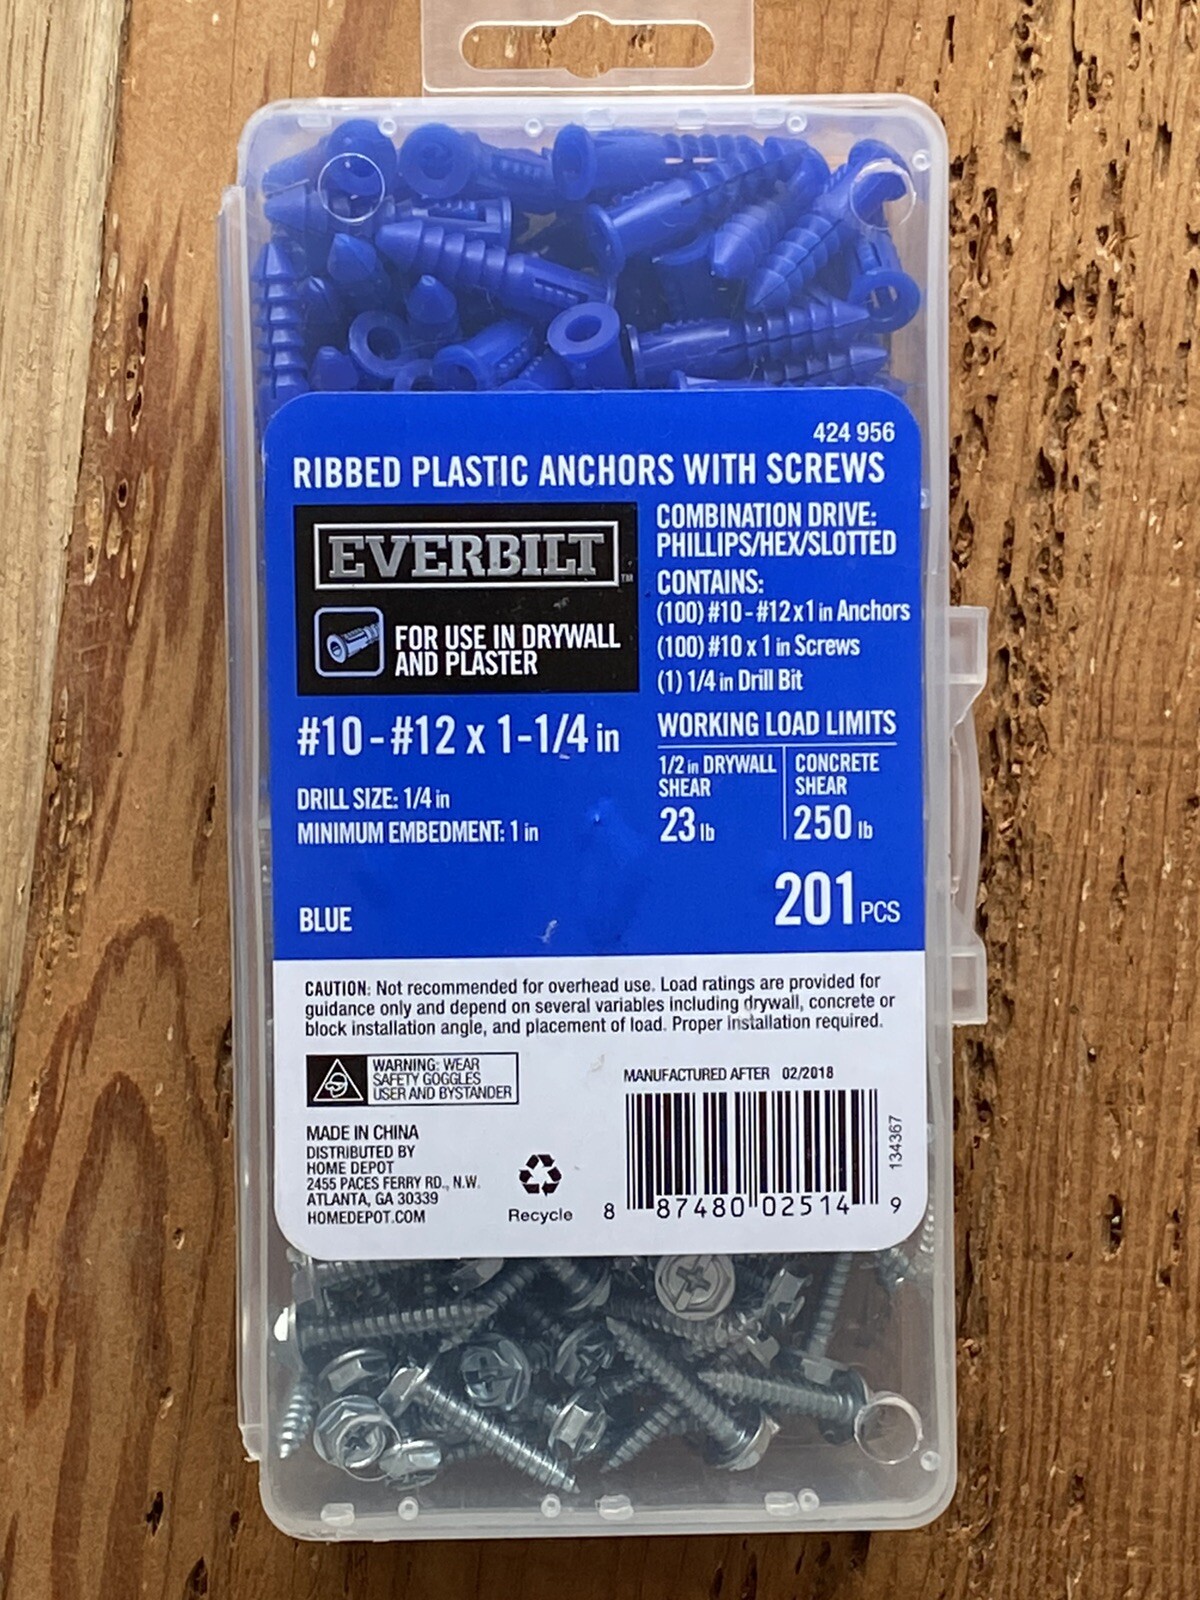 424 956
RIBBED PLASTIC ANCHORS WITH SCREWS
EVERBILT™
FOR USE IN DRYWALL
AND PLASTER
#10 - #12 x 1-1/4 in
DRILL SIZE: 1/4 in
MINIMUM EMBEDMENT: 1 in
BLUE
COMBINATION DRIVE:
PHILLIPS/HEX/SLOTTED
CONTAINS:
(100) #10 - #12 x 1 in Anchors
(100) #10 x 1 in Screws
(1) 1/4 in Drill Bit
WORKING LOAD LIMITS
1/2 in DRYWALL
SHEAR
23 lb
CONCRETE
SHEAR
250 lb
201 PCS
CAUTION: Not recommended for overhead use. Load ratings are provided for
guidance only and depend on several variables including drywall, concrete or
block installation angle, and placement of load. Proper installation required.
WARNING: WEAR
SAFETY GOGGLES
USER AND BYSTANDER
MADE IN CHINA
DISTRIBUTED BY
HOME DEPOT
2455 PACES FERRY RD., N.W.
ATLANTA, GA 30339
HOMEDEPOT.COM
Recycle
MANUFACTURED AFTER 02/2018
134367
8 87480 02514 9